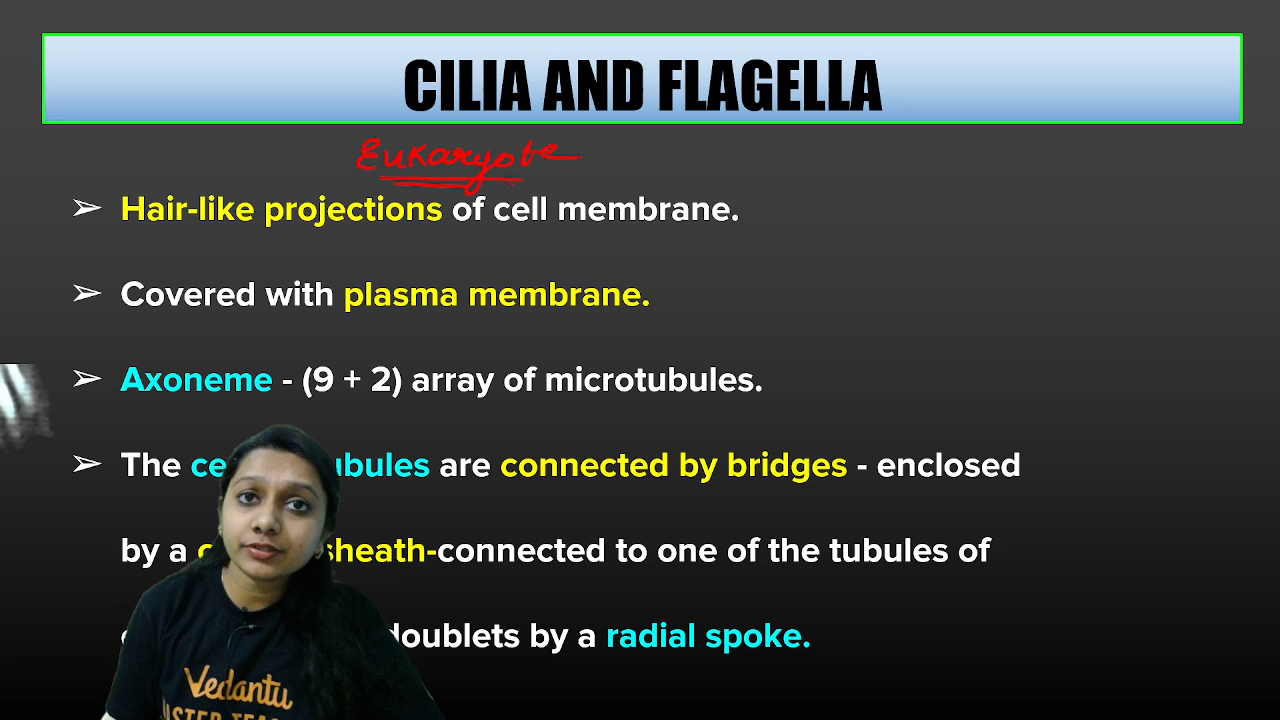 CILIA AND FLAGELLA
Eukaryote
➢ Hair-like projections of cell membrane.
➢ Covered with plasma membrane.
➢ Axoneme - (9 + 2) array of microtubules.
➢ The tubules are connected by bridges - enclosed
by a sheath-connected to one of the tubules of
doublets by a radial spoke.
Vedantu